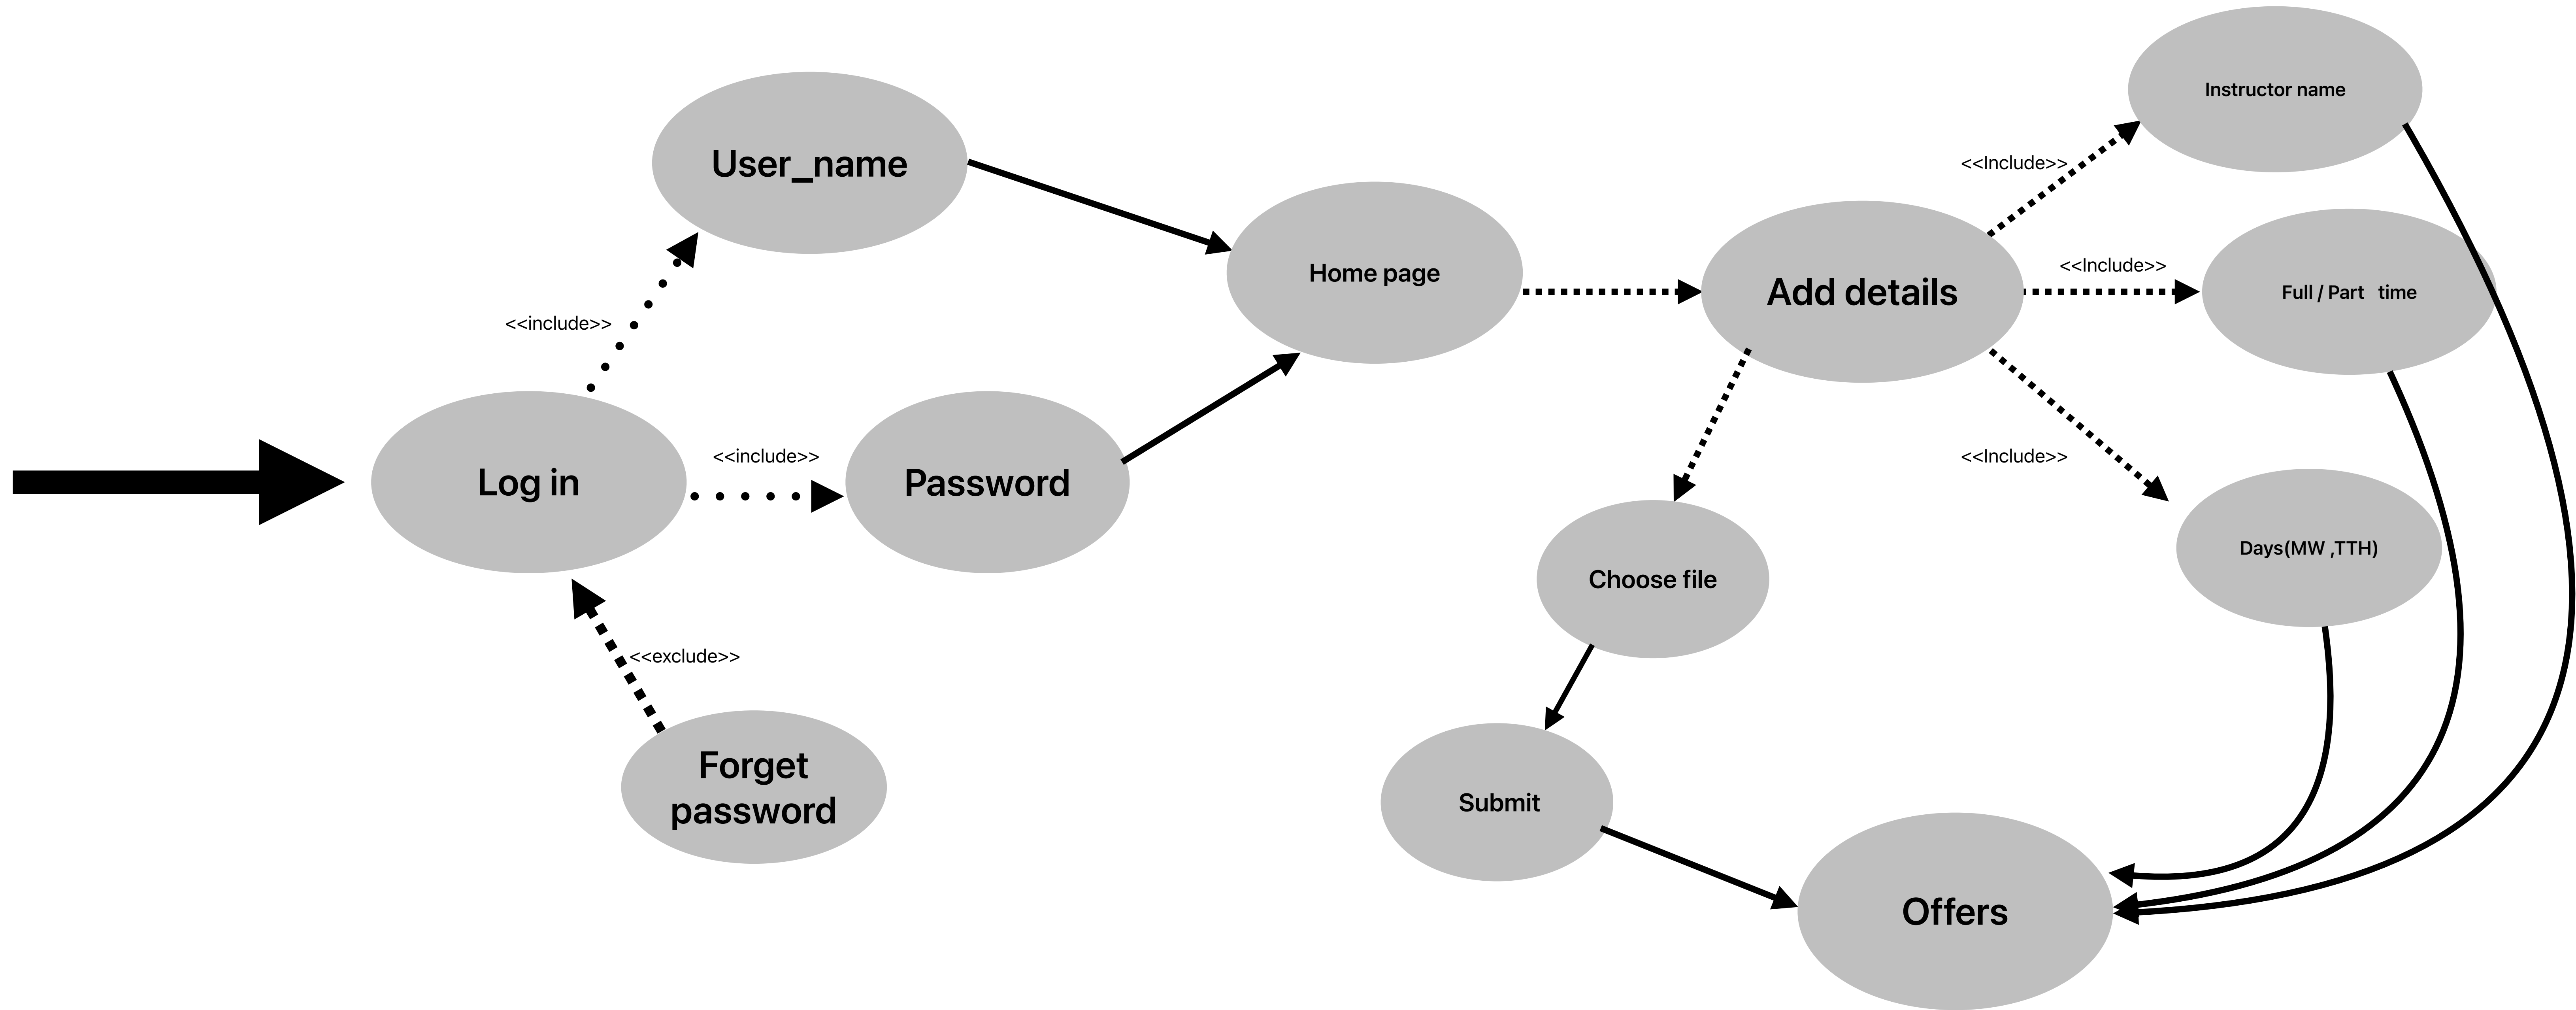 Instructor name
User_name
<<Include>>
Home page
<<Include>>
Add details
Full / Part time
<<include>>
<<include>>
<<Include>>
Log in
Password
Days(MW ,TTH)
Choose file
<<exclude>>
Forget
password
Submit
Offers